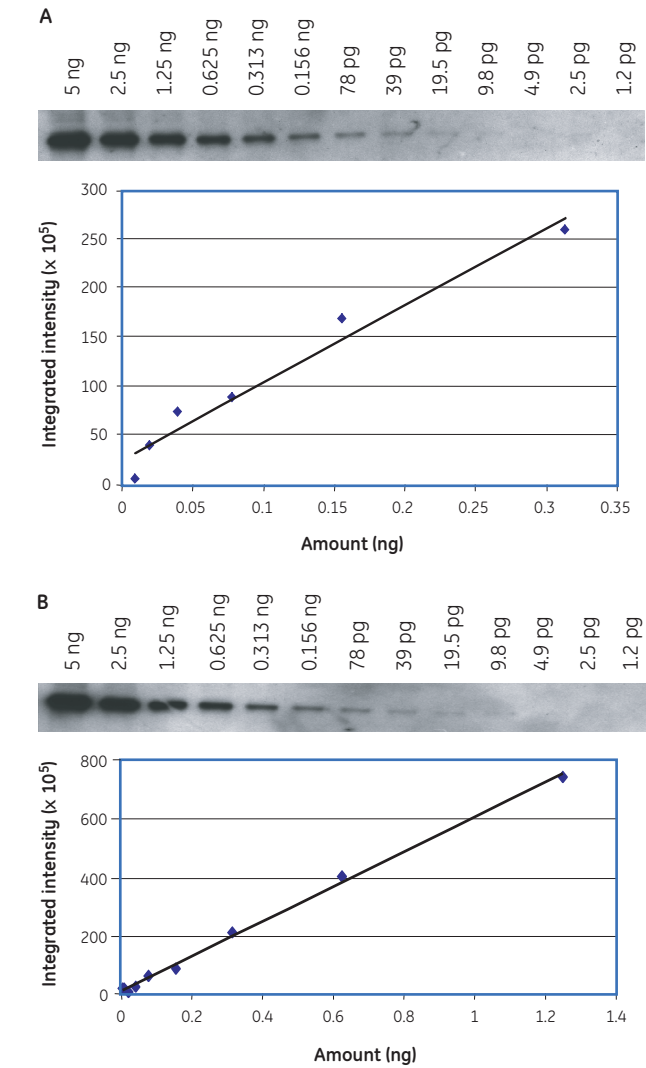 A
5 ng 2.5 ng 1.25 ng 0.625 ng 0.313 ng 0.156 ng 78 pg 39 pg 19.5 pg 9.8 pg 4.9 pg 2.5 pg 1.2 pg
Integrated intensity (x 10⁵)
300
250
200
150
100
50
0
0 0.05 0.1 0.15 0.2 0.25 0.3 0.35
Amount (ng)
B
5 ng 2.5 ng 1.25 ng 0.625 ng 0.313 ng 0.156 ng 78 pg 39 pg 19.5 pg 9.8 pg 4.9 pg 2.5 pg 1.2 pg
Integrated intensity (x 10⁵)
800
600
400
200
0
0 0.2 0.4 0.6 0.8 1 1.2 1.4
Amount (ng)